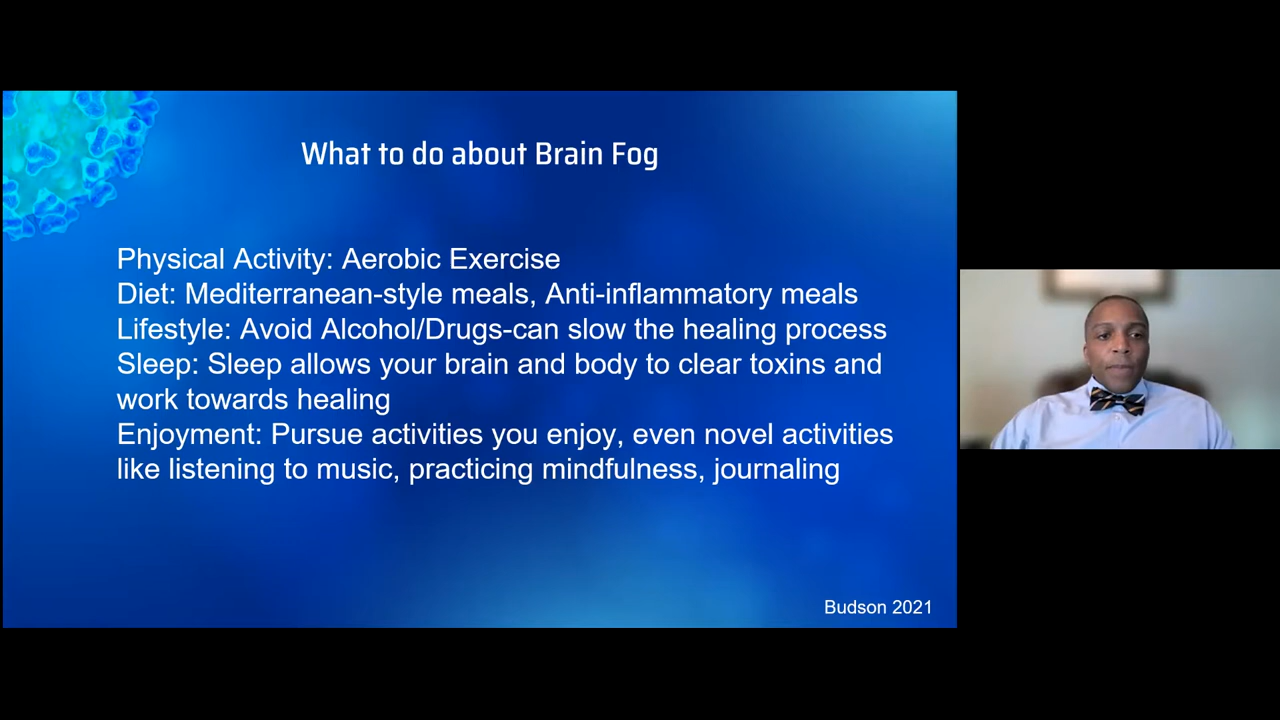 What to do about Brain Fog
Physical Activity: Aerobic Exercise
Diet: Mediterranean-style meals, Anti-inflammatory meals
Lifestyle: Avoid Alcohol/Drugs-can slow the healing process
Sleep: Sleep allows your brain and body to clear toxins and
work towards healing
Enjoyment: Pursue activities you enjoy, even novel activities
like listening to music, practicing mindfulness, journaling
Budson 2021